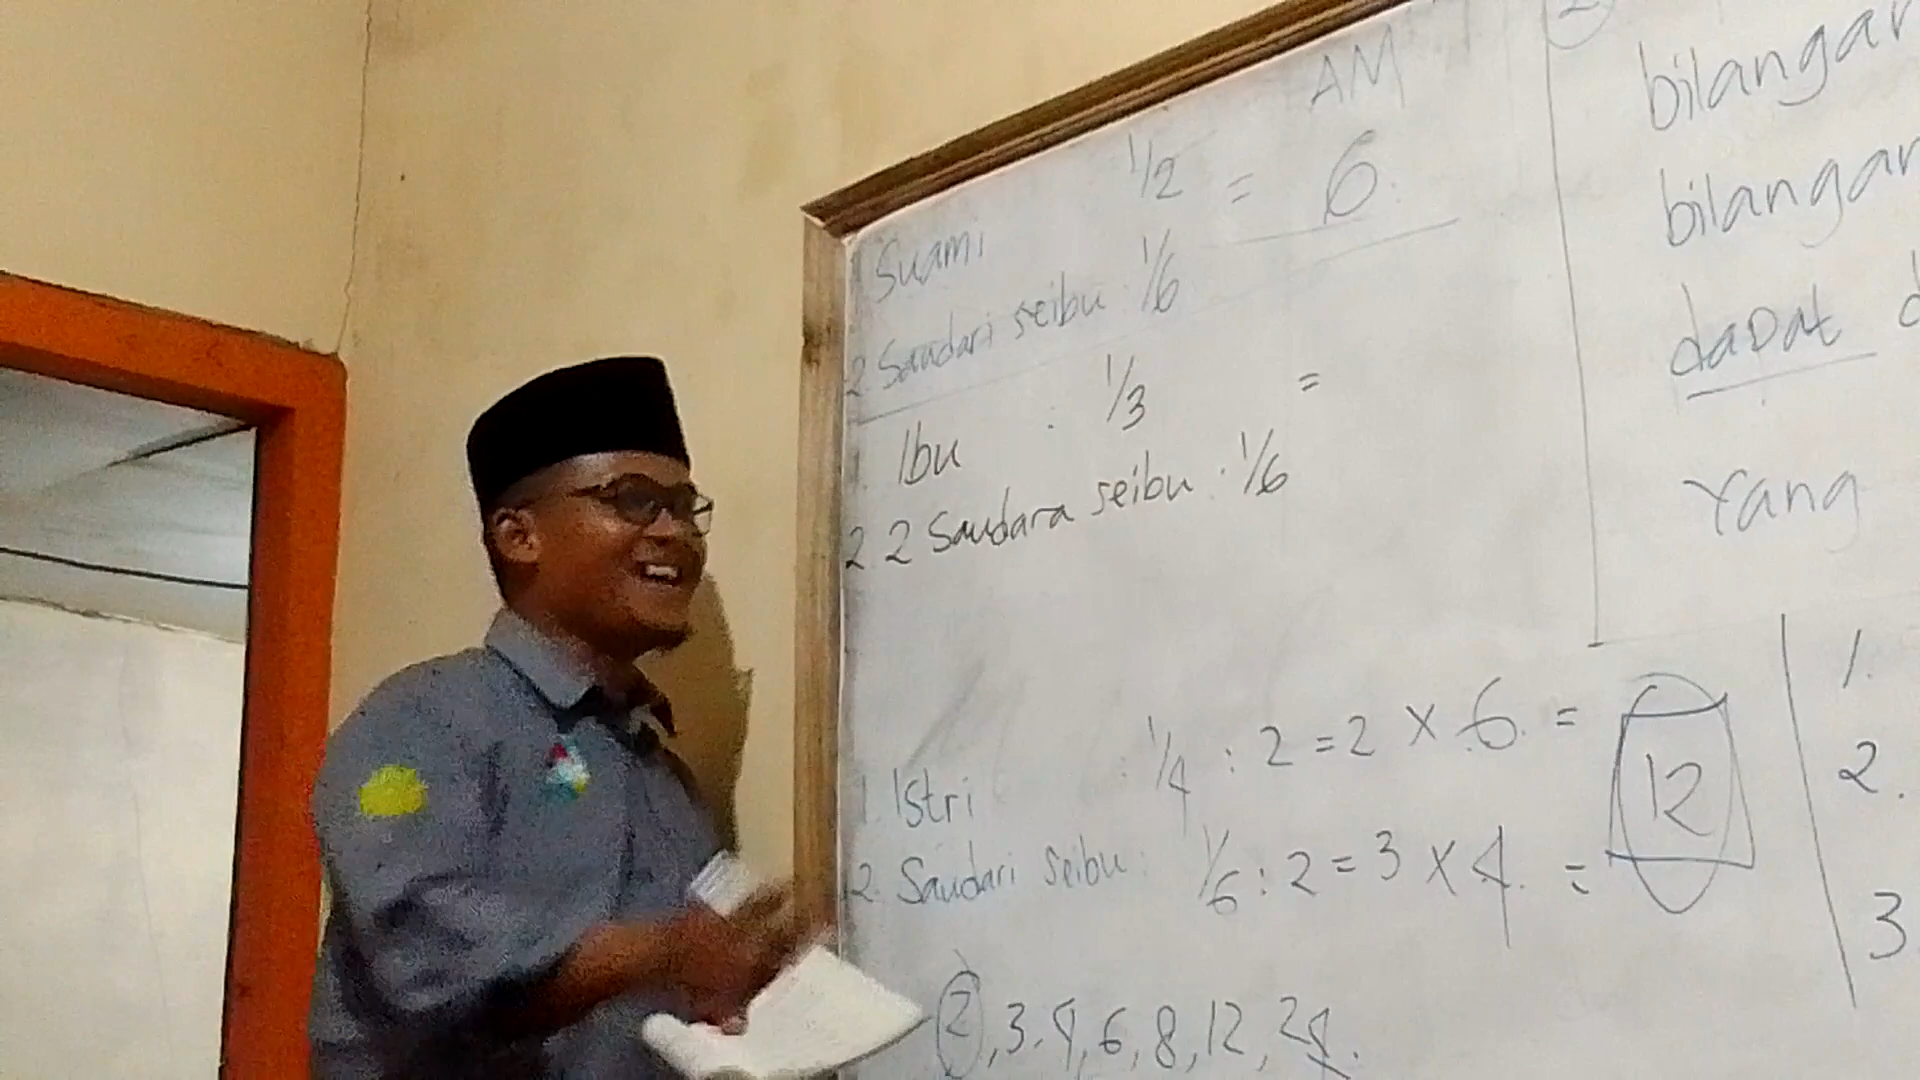 AM
1. Suami 1/2 = 6
2 Saudari seibu 1/6
1. Ibu : 1/3 =
2. 2 Saudara seibu : 1/6
1. Istri : 1/4 : 2 = 2 x 6 = 12
2. Saudari Seibu : 1/6 : 2 = 3 x 4 =
2, 3, 4, 6, 8, 12, 24.
2
bilangan
bilangan
dapat d
Yang
1.
2.
3